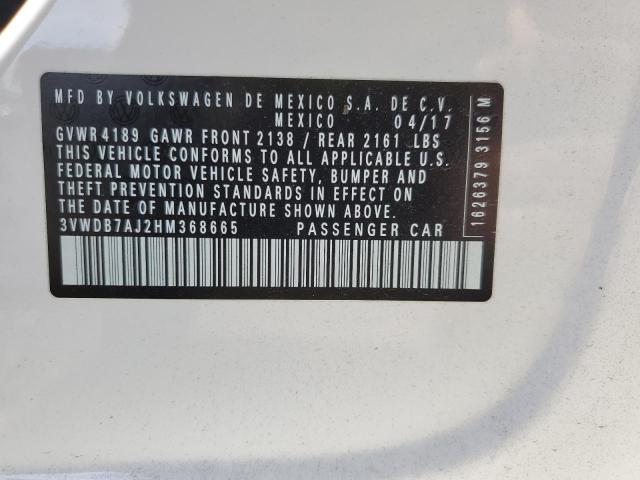 MFD BY VOLKSWAGEN DE MEXICO S.A. DE C.V.
MEXICO 04/17
GVWR 4189 GAWR FRONT 2138 / REAR 2161 LBS
THIS VEHICLE CONFORMS TO ALL APPLICABLE U.S.
FEDERAL MOTOR VEHICLE SAFETY, BUMPER AND
THEFT PREVENTION STANDARDS IN EFFECT ON
THE DATE OF MANUFACTURE SHOWN ABOVE.
3VWDB7AJ2HM368665 PASSENGER CAR
1626379 3156 M